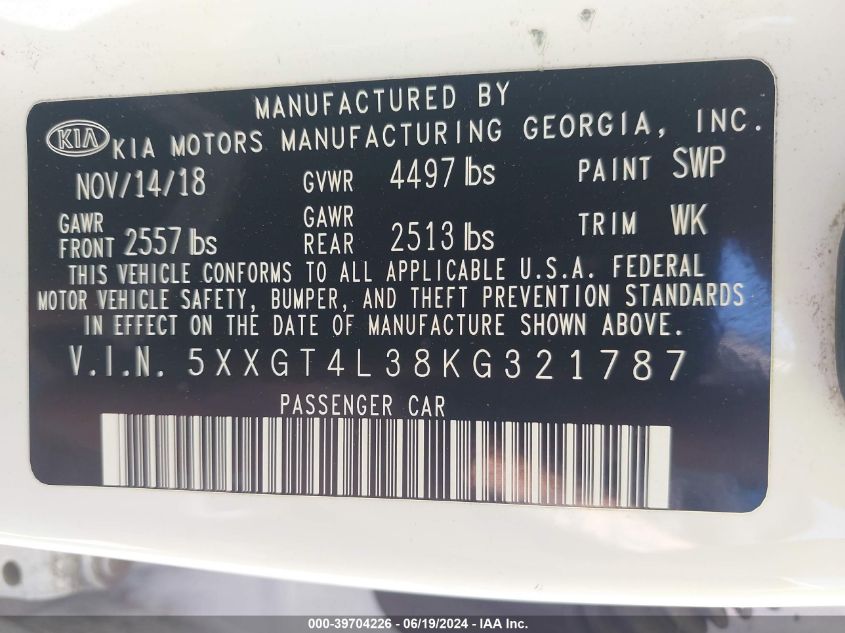 MANUFACTURED BY
KIA KIA MOTORS MANUFACTURING GEORGIA, INC.
NOV/14/18 GVWR 4497 lbs PAINT SWP
GAWR FRONT 2557 lbs GAWR REAR 2513 lbs TRIM WK
THIS VEHICLE CONFORMS TO ALL APPLICABLE U.S.A. FEDERAL
MOTOR VEHICLE SAFETY, BUMPER, AND THEFT PREVENTION STANDARDS
IN EFFECT ON THE DATE OF MANUFACTURE SHOWN ABOVE.
V.I.N. 5XXGT4L38KG321787
PASSENGER CAR
000-39704226 - 06/19/2024 - IAA Inc.